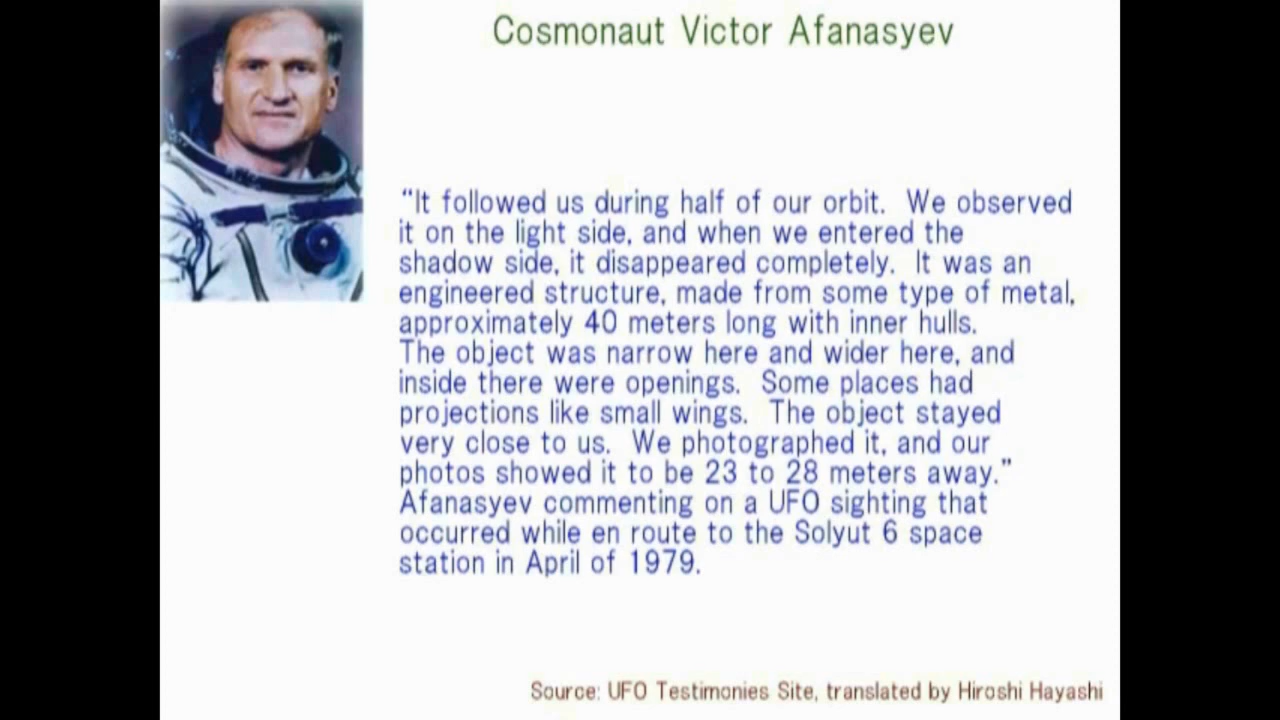 Cosmonaut Victor Afanasyev
“It followed us during half of our orbit. We observed
it on the light side, and when we entered the
shadow side, it disappeared completely. It was an
engineered structure, made from some type of metal,
approximately 40 meters long with inner hulls.
The object was narrow here and wider here, and
inside there were openings. Some places had
projections like small wings. The object stayed
very close to us. We photographed it, and our
photos showed it to be 23 to 28 meters away.”
Afanasyev commenting on a UFO sighting that
occurred while en route to the Solyut 6 space
station in April of 1979.
Source: UFO Testimonies Site, translated by Hiroshi Hayashi